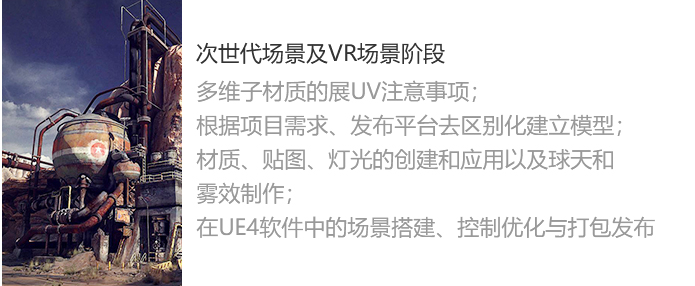 次世代场景及VR场景阶段
多维子材质的展UV注意事项；
根据项目需求、发布平台去区别化建立模型；
材质、贴图、灯光的创建和应用以及球天和
雾效制作；
在UE4软件中的场景搭建、控制优化与打包发布